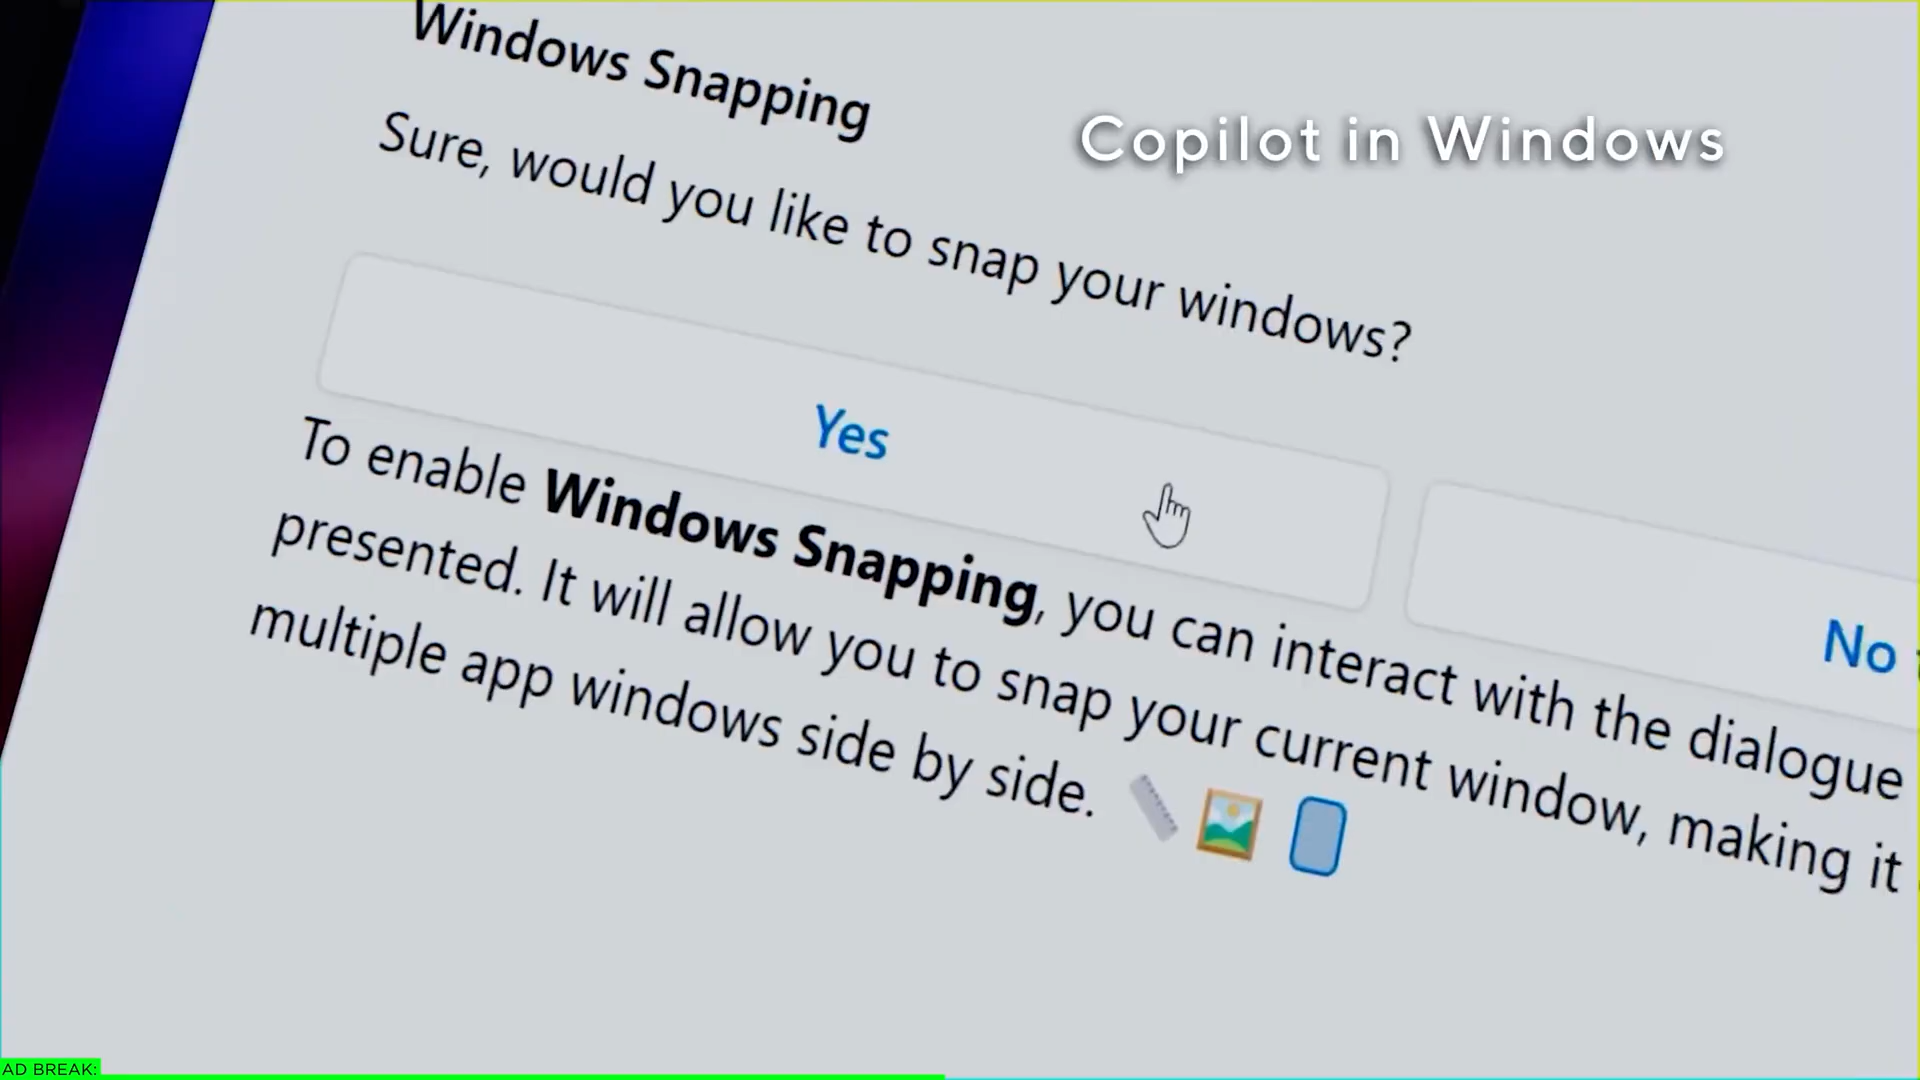 Windows Snapping
Copilot in Windows
Sure, would you like to snap your windows?
Yes
No
To enable Windows Snapping, you can interact with the dialogue
presented. It will allow you to snap your current window, making it
multiple app windows side by side.
AD BREAK: